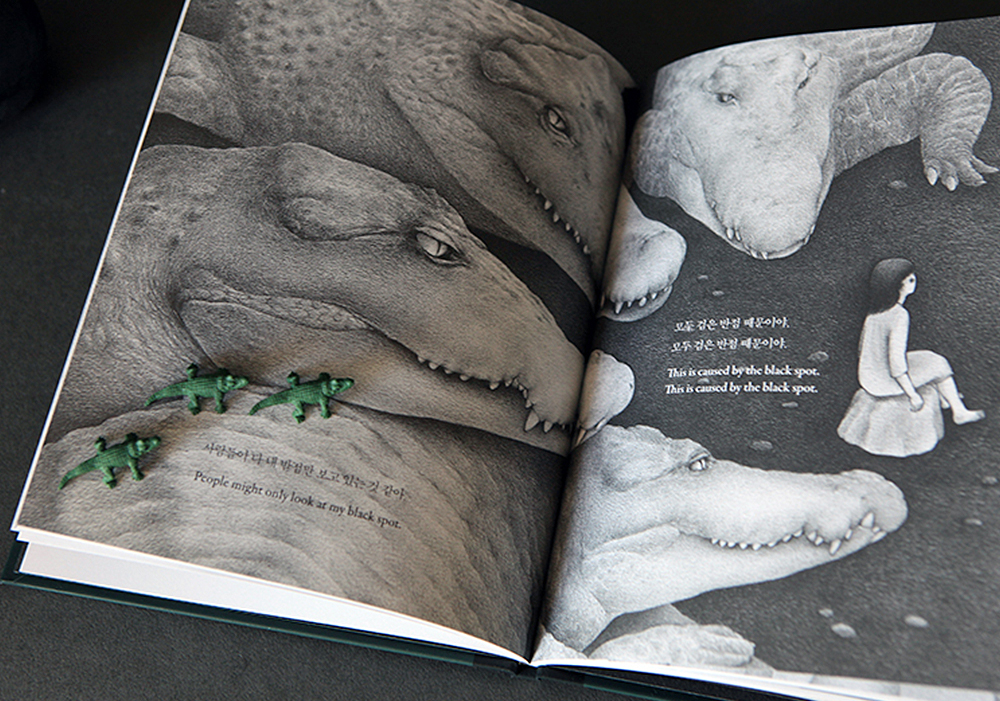 사람들이 다 내 반점만 보고 있는 것 같아.
People might only look at my black spot.
모두 검은 반점 때문이야.
모두 검은 반점 때문이야.
This is caused by the black spot.
This is caused by the black spot.